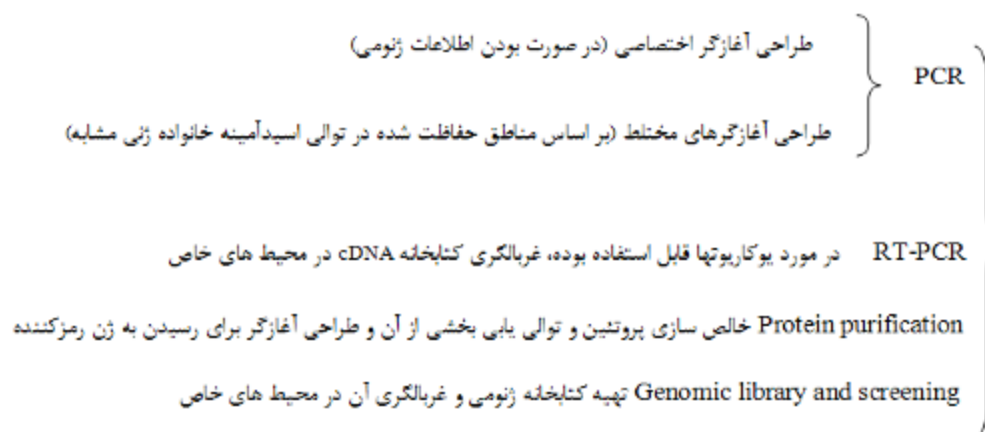 طراحی آغازگر اختصاصی (در صورت بودن اطلاعات ژنومی)
PCR
طراحی آغازگرهای مختلط (بر اساس مناطق حفاظت شده در توالی اسیدآمینه خانواده ژنی مشابه)
RT-PCR در مورد یوکاریوتها قابل استفاده بوده، غربالگری کتابخانه cDNA در محیط های خاص
Protein purification خالص سازی پروتئین و توالی یابی بخشی از آن و طراحی آغازگر برای رسیدن به ژن رمزکننده
Genomic library and screening تهیه کتابخانه ژنومی و غربالگری آن در محیط های خاص